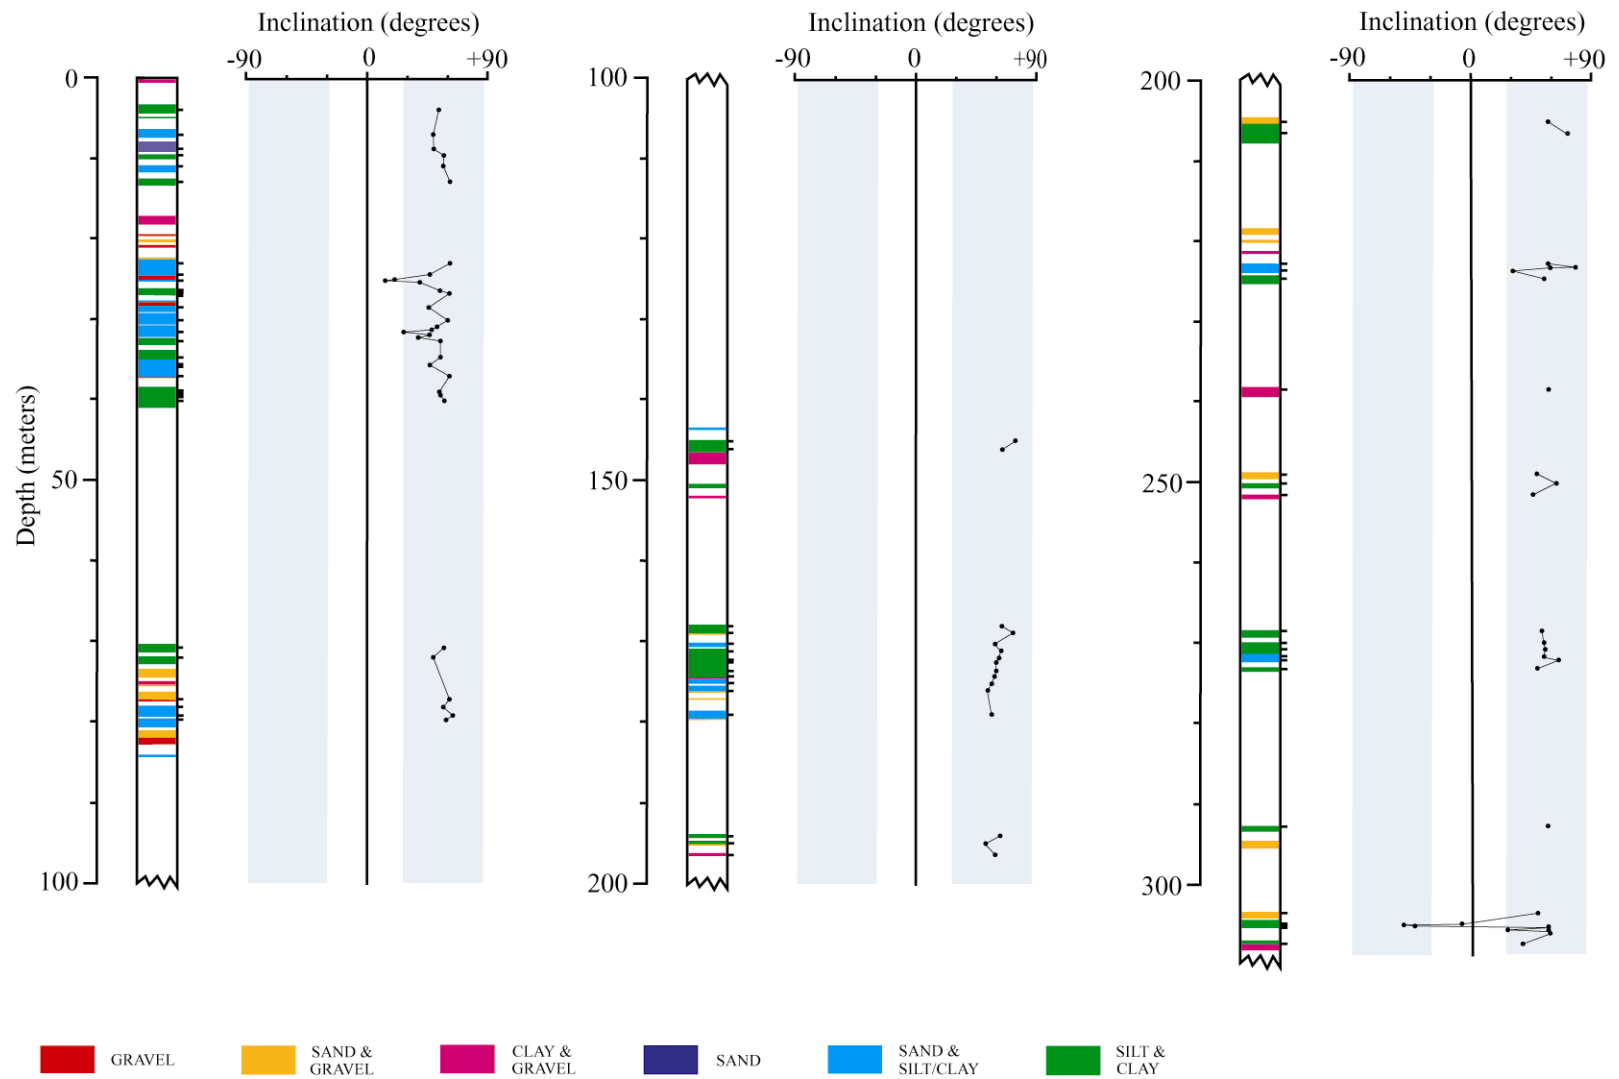 Inclination (degrees)
Inclination (degrees)
Inclination (degrees)
-90 0 +90
-90 0 +90
-90 0 +90
0
50
100
Depth (meters)
100
150
200
200
250
300
GRAVEL
SAND &
GRAVEL
CLAY &
GRAVEL
SAND
SAND &
SILT/CLAY
SILT &
CLAY